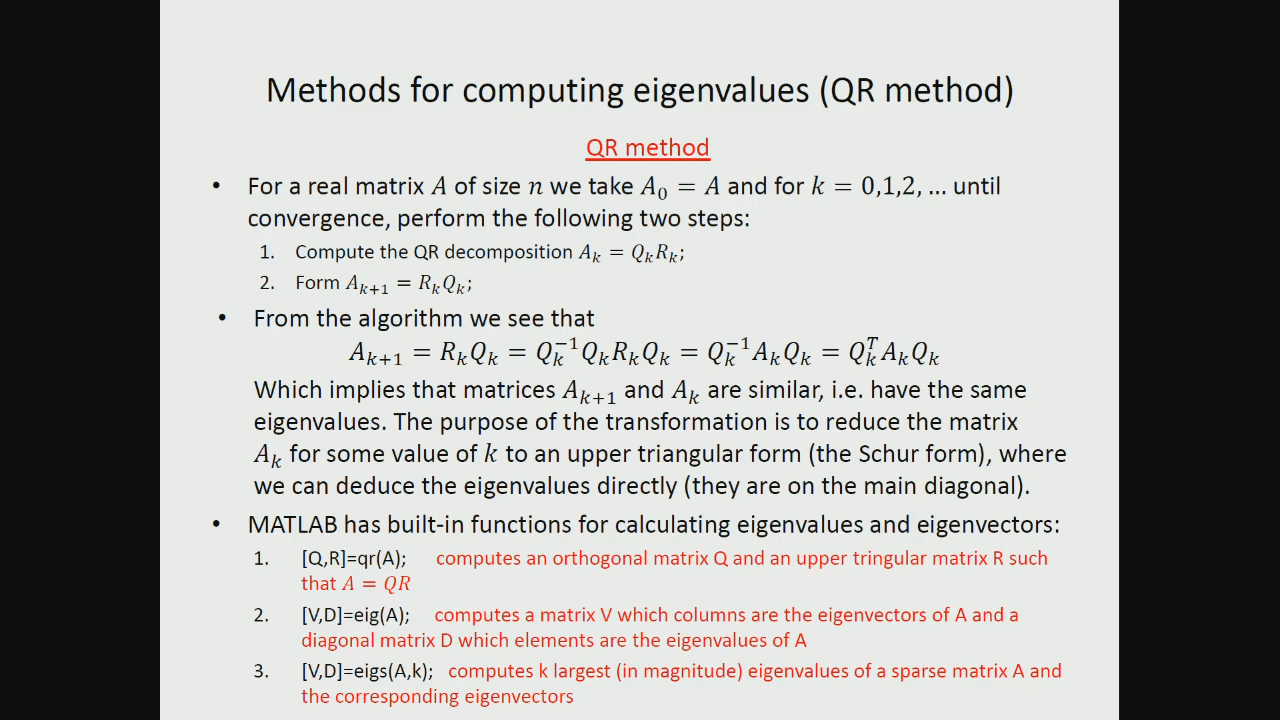 Methods for computing eigenvalues (QR method)
QR method
• For a real matrix A of size n we take A₀ = A and for k = 0,1,2, … until
convergence, perform the following two steps:
1. Compute the QR decomposition Aₖ = QₖRₖ;
2. Form Aₖ₊₁ = RₖQₖ;
• From the algorithm we see that
Aₖ₊₁ = RₖQₖ = Qₖ⁻¹QₖRₖQₖ = Qₖ⁻¹AₖQₖ = QₖᵀAₖQₖ
Which implies that matrices Aₖ₊₁ and Aₖ are similar, i.e. have the same
eigenvalues. The purpose of the transformation is to reduce the matrix
Aₖ for some value of k to an upper triangular form (the Schur form), where
we can deduce the eigenvalues directly (they are on the main diagonal).
• MATLAB has built-in functions for calculating eigenvalues and eigenvectors:
1. [Q,R]=qr(A); computes an orthogonal matrix Q and an upper tringular matrix R such
that A = QR
2. [V,D]=eig(A); computes a matrix V which columns are the eigenvectors of A and a
diagonal matrix D which elements are the eigenvalues of A
3. [V,D]=eigs(A,k); computes k largest (in magnitude) eigenvalues of a sparse matrix A and
the corresponding eigenvectors